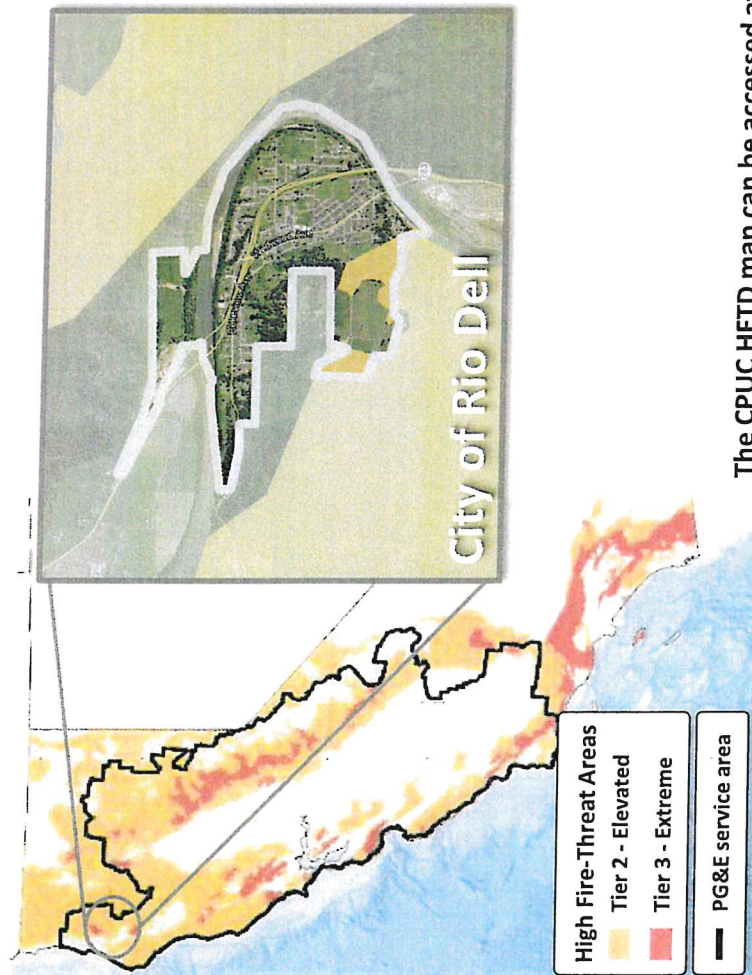 City of Rio Dell
High Fire-Threat Areas
Tier 2 - Elevated
Tier 3 - Extreme
PG&E service area
The CPUC HFTD map can be accessed at